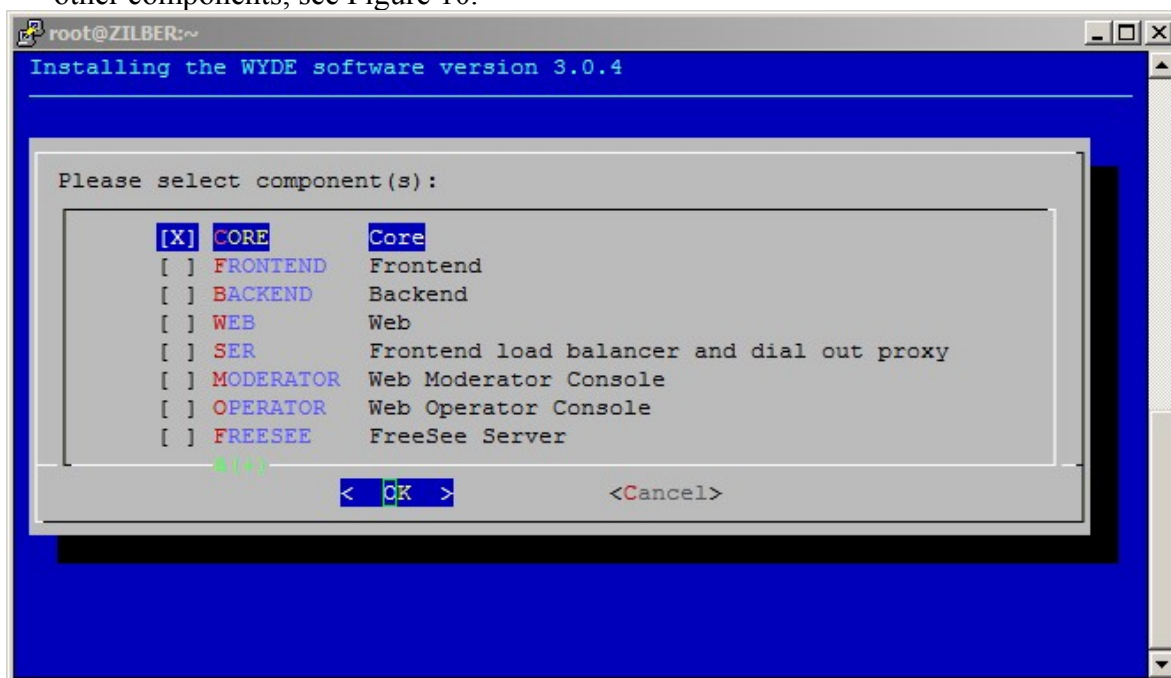 other components, see Figure 10.
root@ZILBER:~
Installing the WYDE software version 3.0.4
Please select component(s):
[X] CORE Core
[ ] FRONTEND Frontend
[ ] BACKEND Backend
[ ] WEB Web
[ ] SER Frontend load balancer and dial out proxy
[ ] MODERATOR Web Moderator Console
[ ] OPERATOR Web Operator Console
[ ] FREESEE FreeSee Server
(+)
< OK > <Cancel>